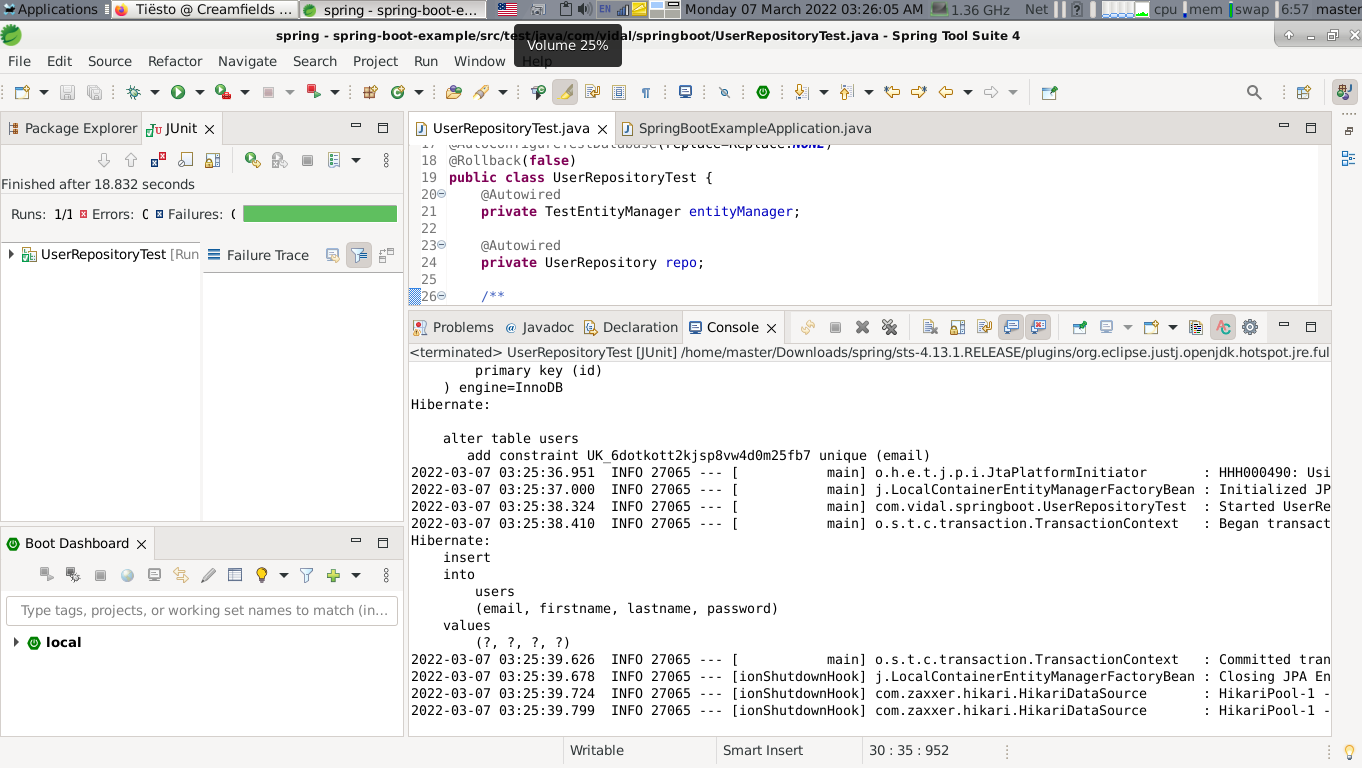 Applications Tiësto @ Creamfields ... spring - spring-boot-e... EN Monday 07 March 2022 03:26:05 AM 1.36 GHz Net cpu mem swap 6:57 master
spring - spring-boot-example/src/test/java/com/vidal/springboot/UserRepositoryTest.java - Spring Tool Suite 4
Volume 25%
File Edit Source Refactor Navigate Search Project Run Window Help
Package Explorer JUnit
Finished after 18.832 seconds
Runs: 1/1 Errors: 0 Failures: 0
UserRepositoryTest [Run
Failure Trace
Boot Dashboard
Type tags, projects, or working set names to match (in...
local
UserRepositoryTest.java SpringBootExampleApplication.java
17 @AutoConfigureTestDatabase(replace=Replace.NONE)
18 @Rollback(false)
19 public class UserRepositoryTest {
20 @Autowired
21 private TestEntityManager entityManager;
22
23 @Autowired
24 private UserRepository repo;
25
26 /**
Problems Javadoc Declaration Console
<terminated> UserRepositoryTest [JUnit] /home/master/Downloads/spring/sts-4.13.1.RELEASE/plugins/org.eclipse.justj.openjdk.hotspot.jre.ful
primary key (id)
) engine=InnoDB
Hibernate:
alter table users
add constraint UK_6dotkott2kjsp8vw4d0m25fb7 unique (email)
2022-03-07 03:25:36.951 INFO 27065 --- [ main] o.h.e.t.j.p.i.JtaPlatformInitiator : HHH000490: Usi
2022-03-07 03:25:37.000 INFO 27065 --- [ main] j.LocalContainerEntityManagerFactoryBean : Initialized JP
2022-03-07 03:25:38.324 INFO 27065 --- [ main] com.vidal.springboot.UserRepositoryTest : Started UserRe
2022-03-07 03:25:38.410 INFO 27065 --- [ main] o.s.t.c.transaction.TransactionContext : Began transact
Hibernate:
insert
into
users
(email, firstname, lastname, password)
values
(?, ?, ?, ?)
2022-03-07 03:25:39.626 INFO 27065 --- [ main] o.s.t.c.transaction.TransactionContext : Committed tran
2022-03-07 03:25:39.678 INFO 27065 --- [ionShutdownHook] j.LocalContainerEntityManagerFactoryBean : Closing JPA En
2022-03-07 03:25:39.724 INFO 27065 --- [ionShutdownHook] com.zaxxer.hikari.HikariDataSource : HikariPool-1 -
2022-03-07 03:25:39.799 INFO 27065 --- [ionShutdownHook] com.zaxxer.hikari.HikariDataSource : HikariPool-1 -
Writable Smart Insert 30 : 35 : 952